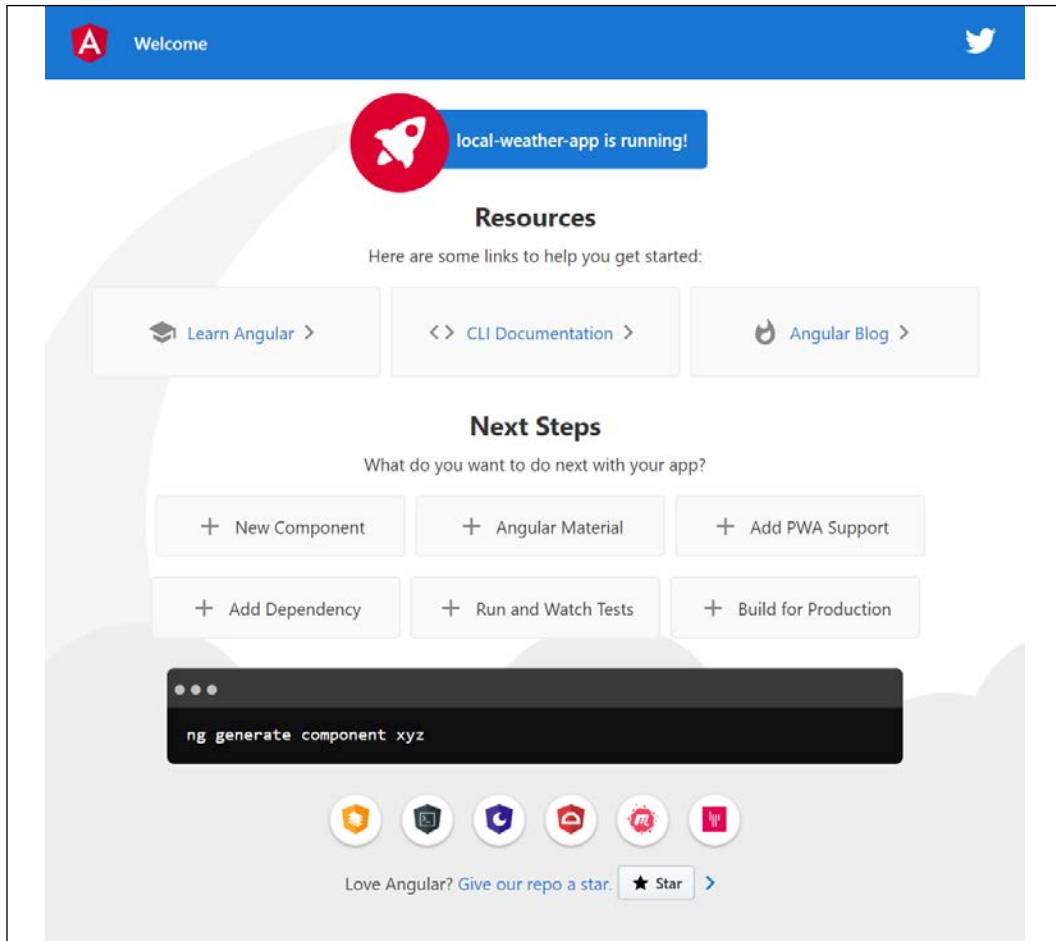 A Welcome
local-weather-app is running!
Resources
Here are some links to help you get started:
Learn Angular
CLI Documentation
Angular Blog
Next Steps
What do you want to do next with your app?
New Component
Angular Material
Add PWA Support
Add Dependency
Run and Watch Tests
Build for Production
ng generate component xyz
m
Love Angular? Give our repo a star. Star